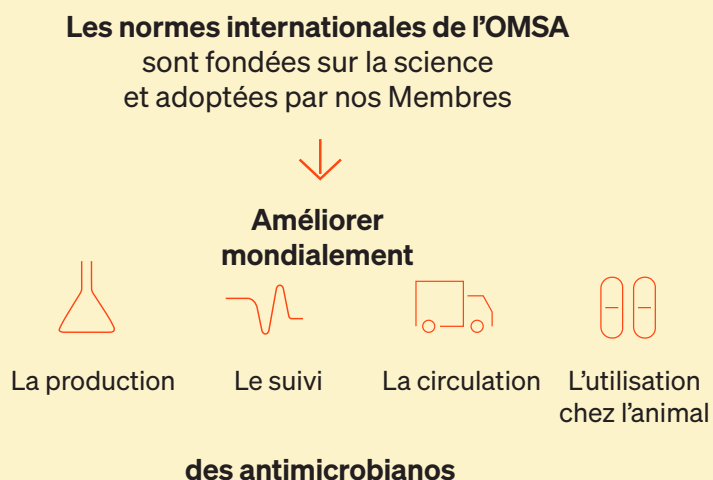 Les normes internationales de l’OMSA
sont fondées sur la science
et adoptées par nos Membres
Améliorer
mondialement
La production
Le suivi
La circulation
L’utilisation
chez l’animal
des antimicrobianos